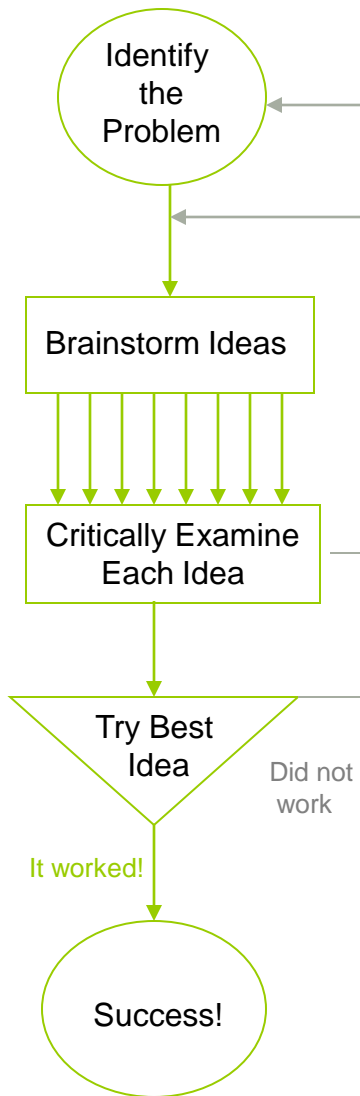 Identify
the
Problem
Brainstorm Ideas
Critically Examine
Each Idea
Try Best
Idea
Did not
work
It worked!
Success!